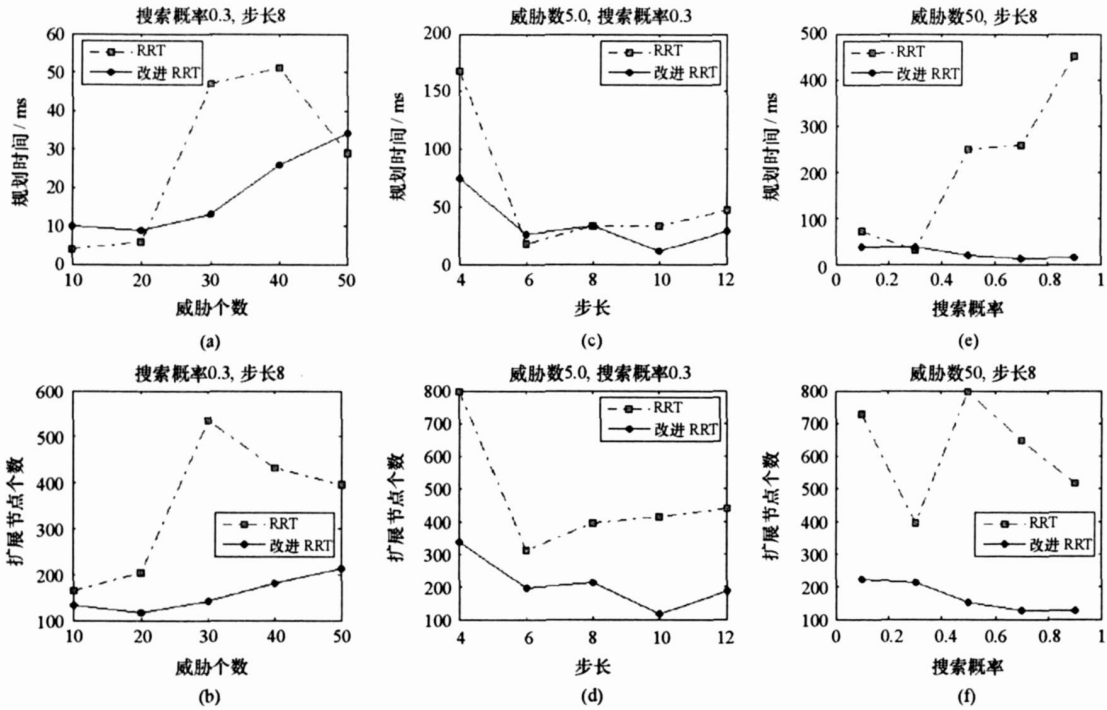 搜索概率0.3, 步长8
60
50
40
30
20
10
0
10 20 30 40 50
规划时间 / ms
威胁个数
RRT
改进 RRT
(a)
威胁数5.0, 搜索概率0.3
200
150
100
50
0
4 6 8 10 12
规划时间 / ms
步长
RRT
改进 RRT
(c)
威胁数50, 步长8
500
400
300
200
100
0
0 0.2 0.4 0.6 0.8 1
规划时间 / ms
搜索概率
RRT
改进 RRT
(e)
搜索概率0.3, 步长8
600
500
400
300
200
100
10 20 30 40 50
扩展节点个数
威胁个数
RRT
改进 RRT
(b)
威胁数5.0, 搜索概率0.3
800
700
600
500
400
300
200
100
4 6 8 10 12
扩展节点个数
步长
RRT
改进 RRT
(d)
威胁数50, 步长8
800
700
600
500
400
300
200
100
0 0.2 0.4 0.6 0.8 1
扩展节点个数
搜索概率
RRT
改进 RRT
(f)